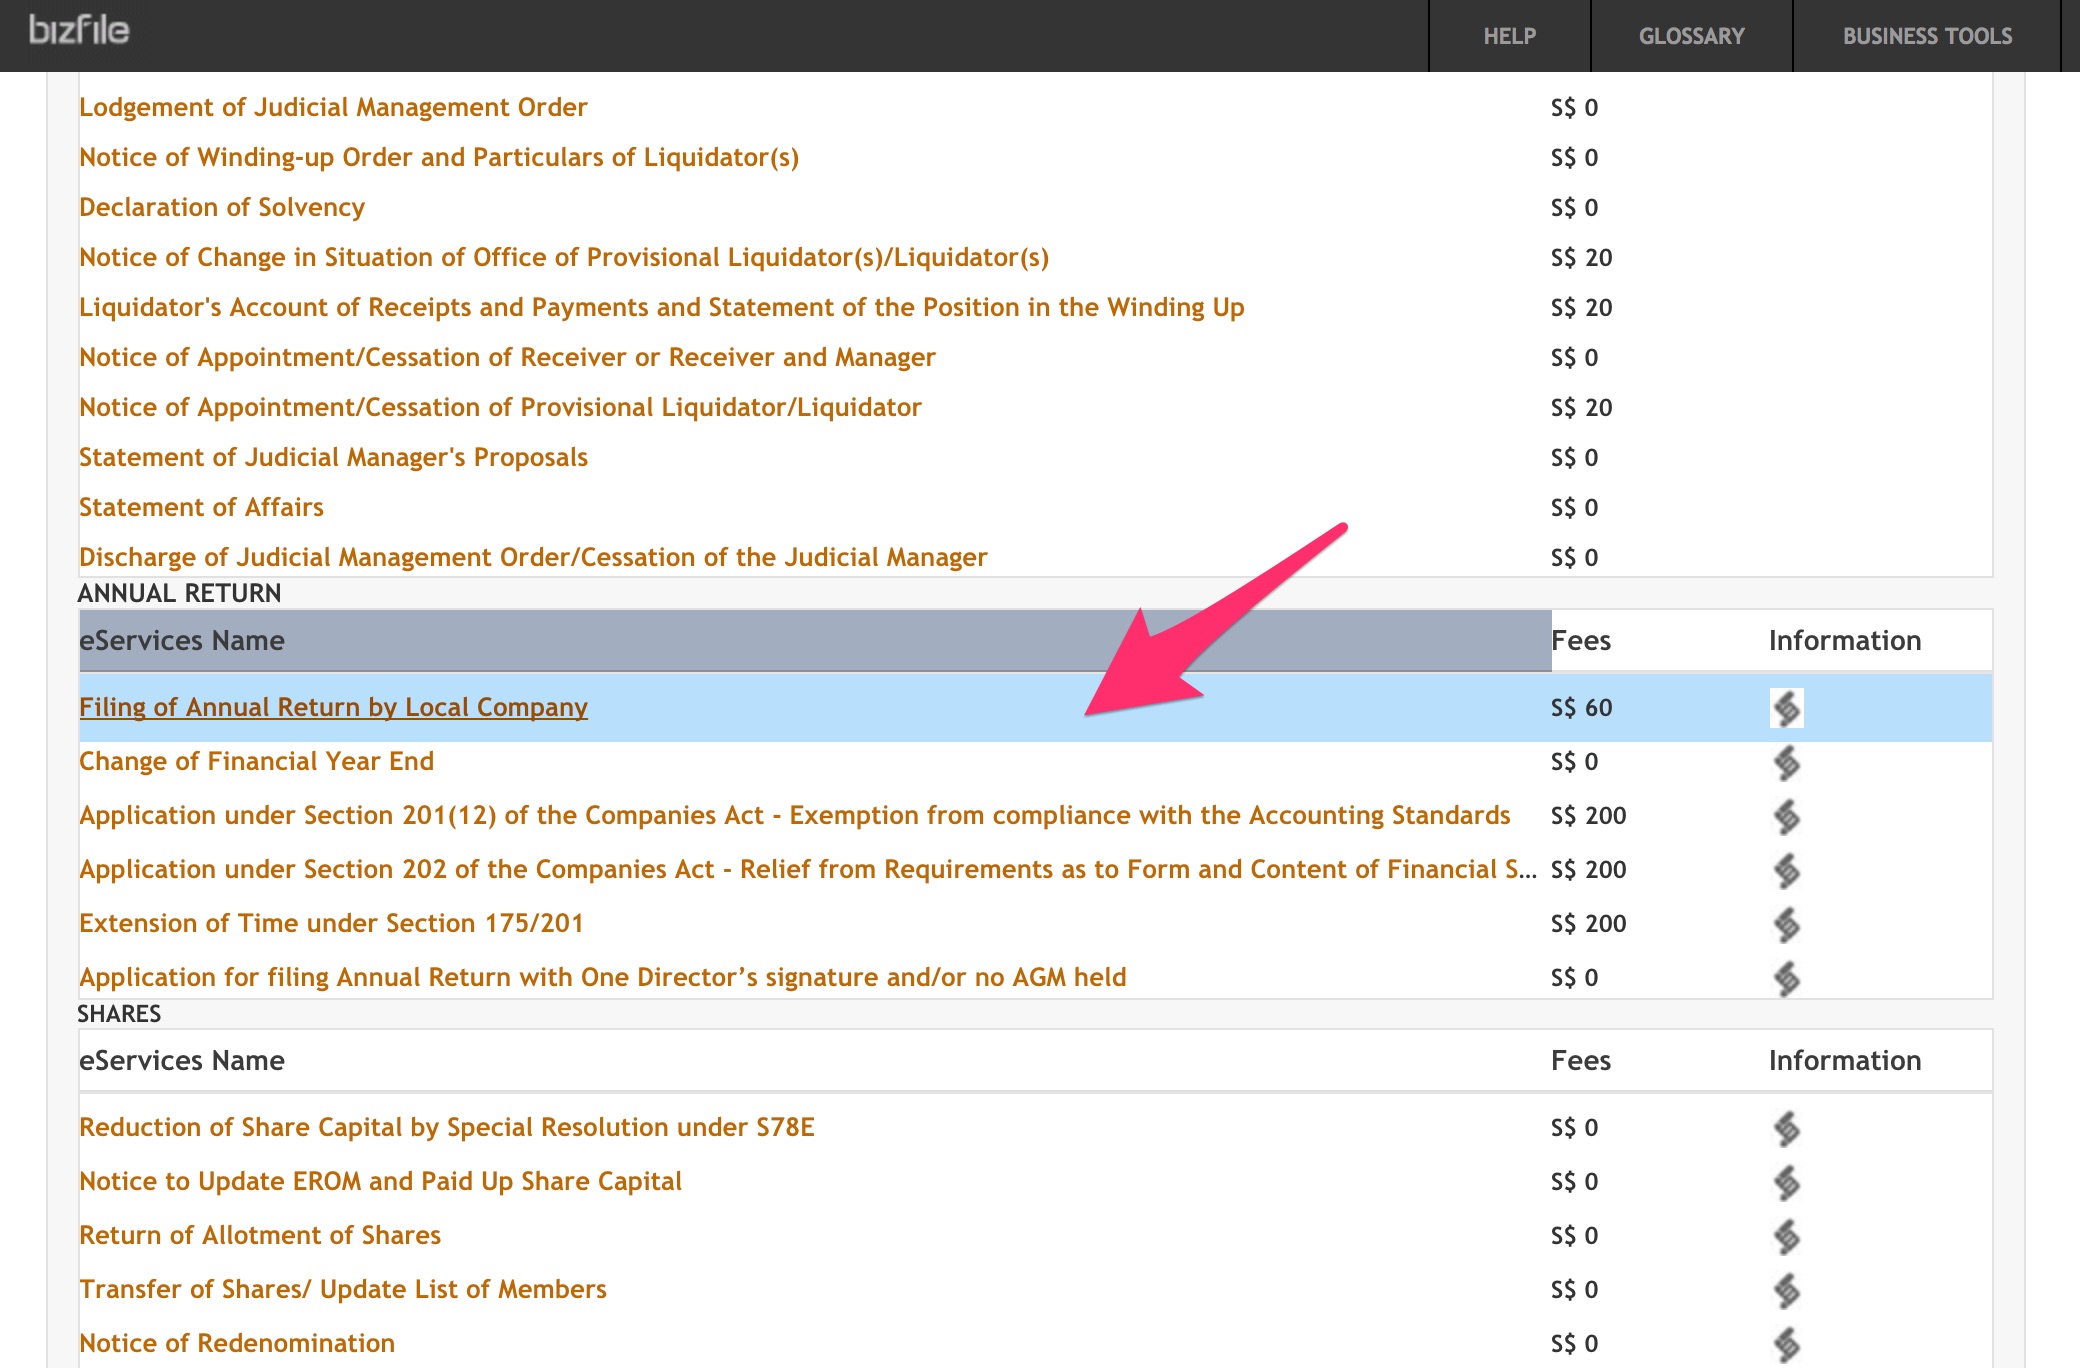 bizfile
HELP
GLOSSARY
BUSINESS TOOLS
Lodgement of Judicial Management Order S$ 0
Notice of Winding-up Order and Particulars of Liquidator(s) S$ 0
Declaration of Solvency S$ 0
Notice of Change in Situation of Office of Provisional Liquidator(s)/Liquidator(s) S$ 20
Liquidator's Account of Receipts and Payments and Statement of the Position in the Winding Up S$ 20
Notice of Appointment/Cessation of Receiver or Receiver and Manager S$ 0
Notice of Appointment/Cessation of Provisional Liquidator/Liquidator S$ 20
Statement of Judicial Manager's Proposals S$ 0
Statement of Affairs S$ 0
Discharge of Judicial Management Order/Cessation of the Judicial Manager S$ 0
ANNUAL RETURN
eServices Name Fees Information
Filing of Annual Return by Local Company S$ 60
Change of Financial Year End S$ 0
Application under Section 201(12) of the Companies Act - Exemption from compliance with the Accounting Standards S$ 200
Application under Section 202 of the Companies Act - Relief from Requirements as to Form and Content of Financial S... S$ 200
Extension of Time under Section 175/201 S$ 200
Application for filing Annual Return with One Director’s signature and/or no AGM held S$ 0
SHARES
eServices Name Fees Information
Reduction of Share Capital by Special Resolution under S78E S$ 0
Notice to Update EROM and Paid Up Share Capital S$ 0
Return of Allotment of Shares S$ 0
Transfer of Shares/ Update List of Members S$ 0
Notice of Redenomination S$ 0